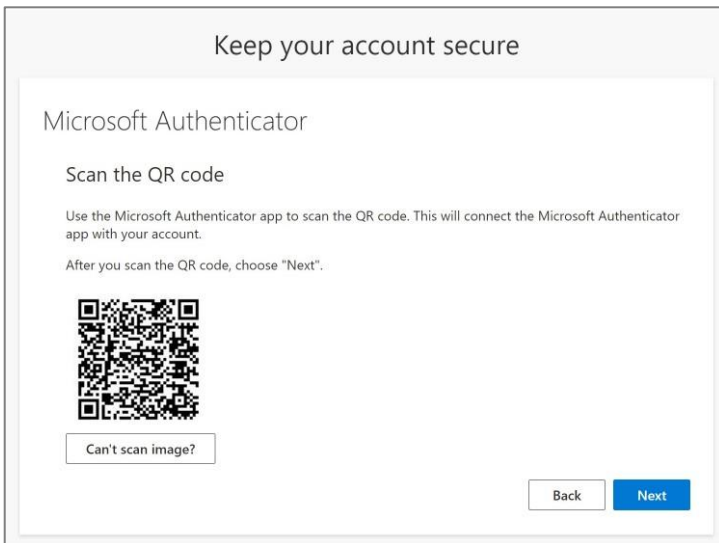 Keep your account secure
Microsoft Authenticator
Scan the QR code
Use the Microsoft Authenticator app to scan the QR code. This will connect the Microsoft Authenticator
app with your account.
After you scan the QR code, choose "Next".
Can't scan image?
Back
Next